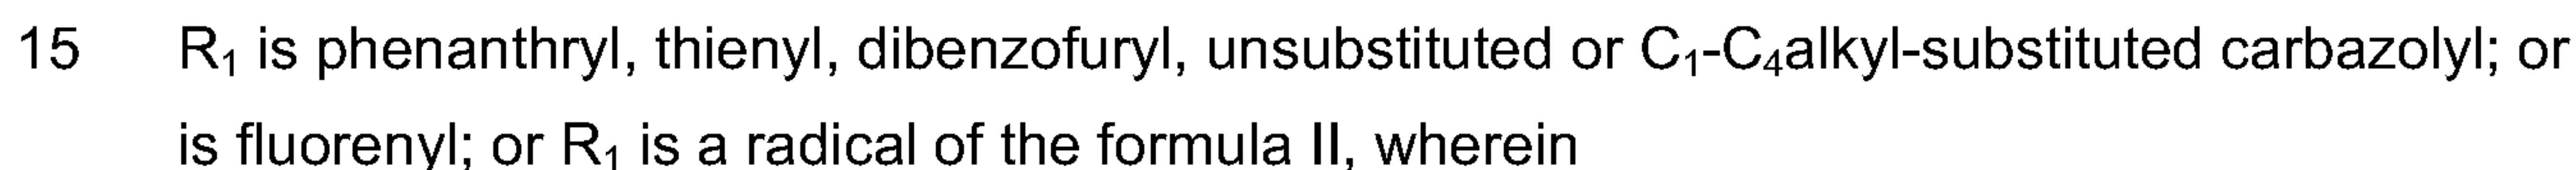 15 R₁ is phenanthryl, thienyl, dibenzofuryl, unsubstituted or C₁-C₄alkyl-substituted carbazolyl; or
is fluorenyl; or R₁ is a radical of the formula II, wherein